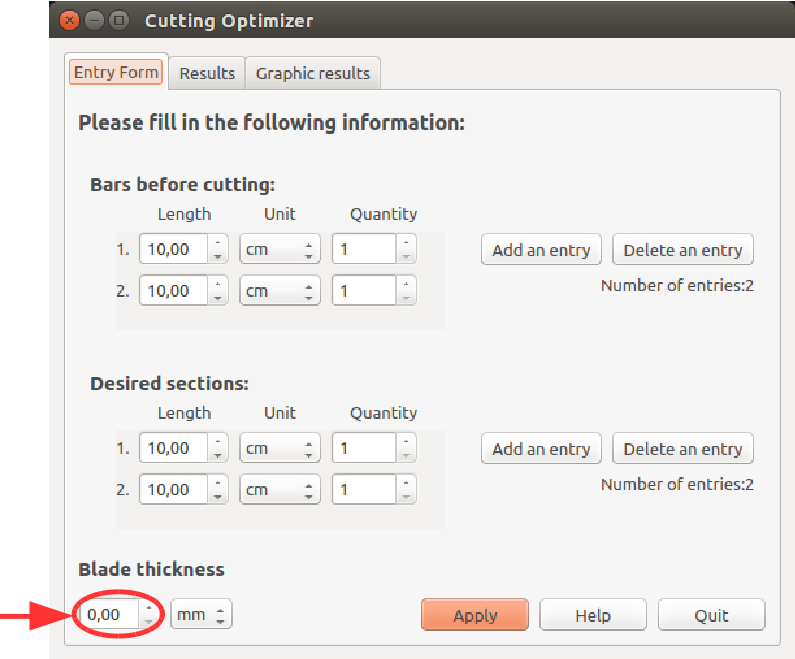 Cutting Optimizer
Entry Form Results Graphic results
Please fill in the following information:
Bars before cutting:
Length Unit Quantity
1. 10,00 cm 1 Add an entry Delete an entry
2. 10,00 cm 1 Number of entries:2
Desired sections:
Length Unit Quantity
1. 10,00 cm 1 Add an entry Delete an entry
2. 10,00 cm 1 Number of entries:2
Blade thickness
0,00 mm Apply Help Quit